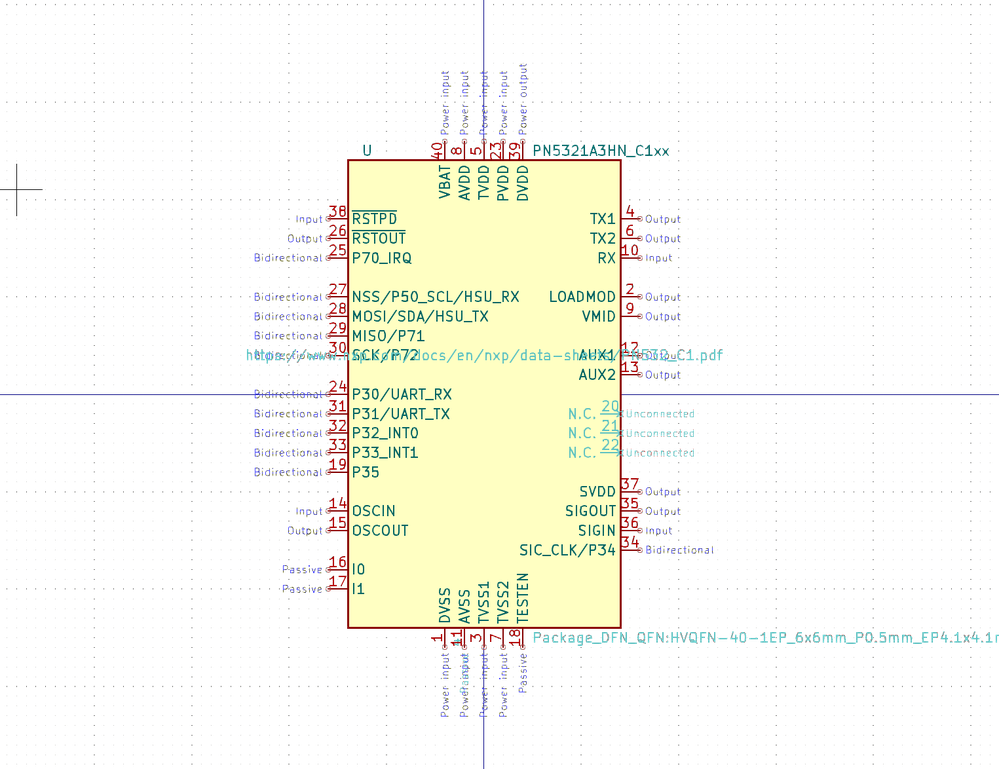 Power input
Power input
Power input
Power input
Power output
40
8
5
23
39
U
PN5321A3HN_C1xx
VBAT
AVDD
TVDD
PVDD
DVDD
Input 38 RSTPD
TX1 4 Output
Output 26 RSTOUT
TX2 6 Output
Bidirectional 25 P70_IRQ
RX 10 Input
Bidirectional 27 NSS/P50_SCL/HSU_RX
LOADMOD 2 Output
Bidirectional 28 MOSI/SDA/HSU_TX
VMID 9 Output
Bidirectional 29 MISO/P71
Bidirectional 30 SCK/P72
AUX1 12 Output
https://www.nxp.com/docs/en/nxp/data-sheets/PN532_C1.pdf
AUX2 13 Output
Bidirectional 24 P30/UART_RX
Bidirectional 31 P31/UART_TX
N.C. 20 Unconnected
Bidirectional 32 P32_INT0
N.C. 21 Unconnected
Bidirectional 33 P33_INT1
N.C. 22 Unconnected
Bidirectional 19 P35
SVDD 37 Output
Input 14 OSCIN
SIGOUT 35 Output
Output 15 OSCOUT
SIGIN 36 Input
SIC_CLK/P34 34 Bidirectional
Passive 16 I0
Passive 17 I1
DVSS
AVSS
TVSS1
TVSS2
TESTEN
1
11
3
7
18
Package_DFN_QFN:HVQFN-40-1EP_6x6mm_P0.5mm_EP4.1x4.1
Power input
Power input
Power input
Power input
Passive